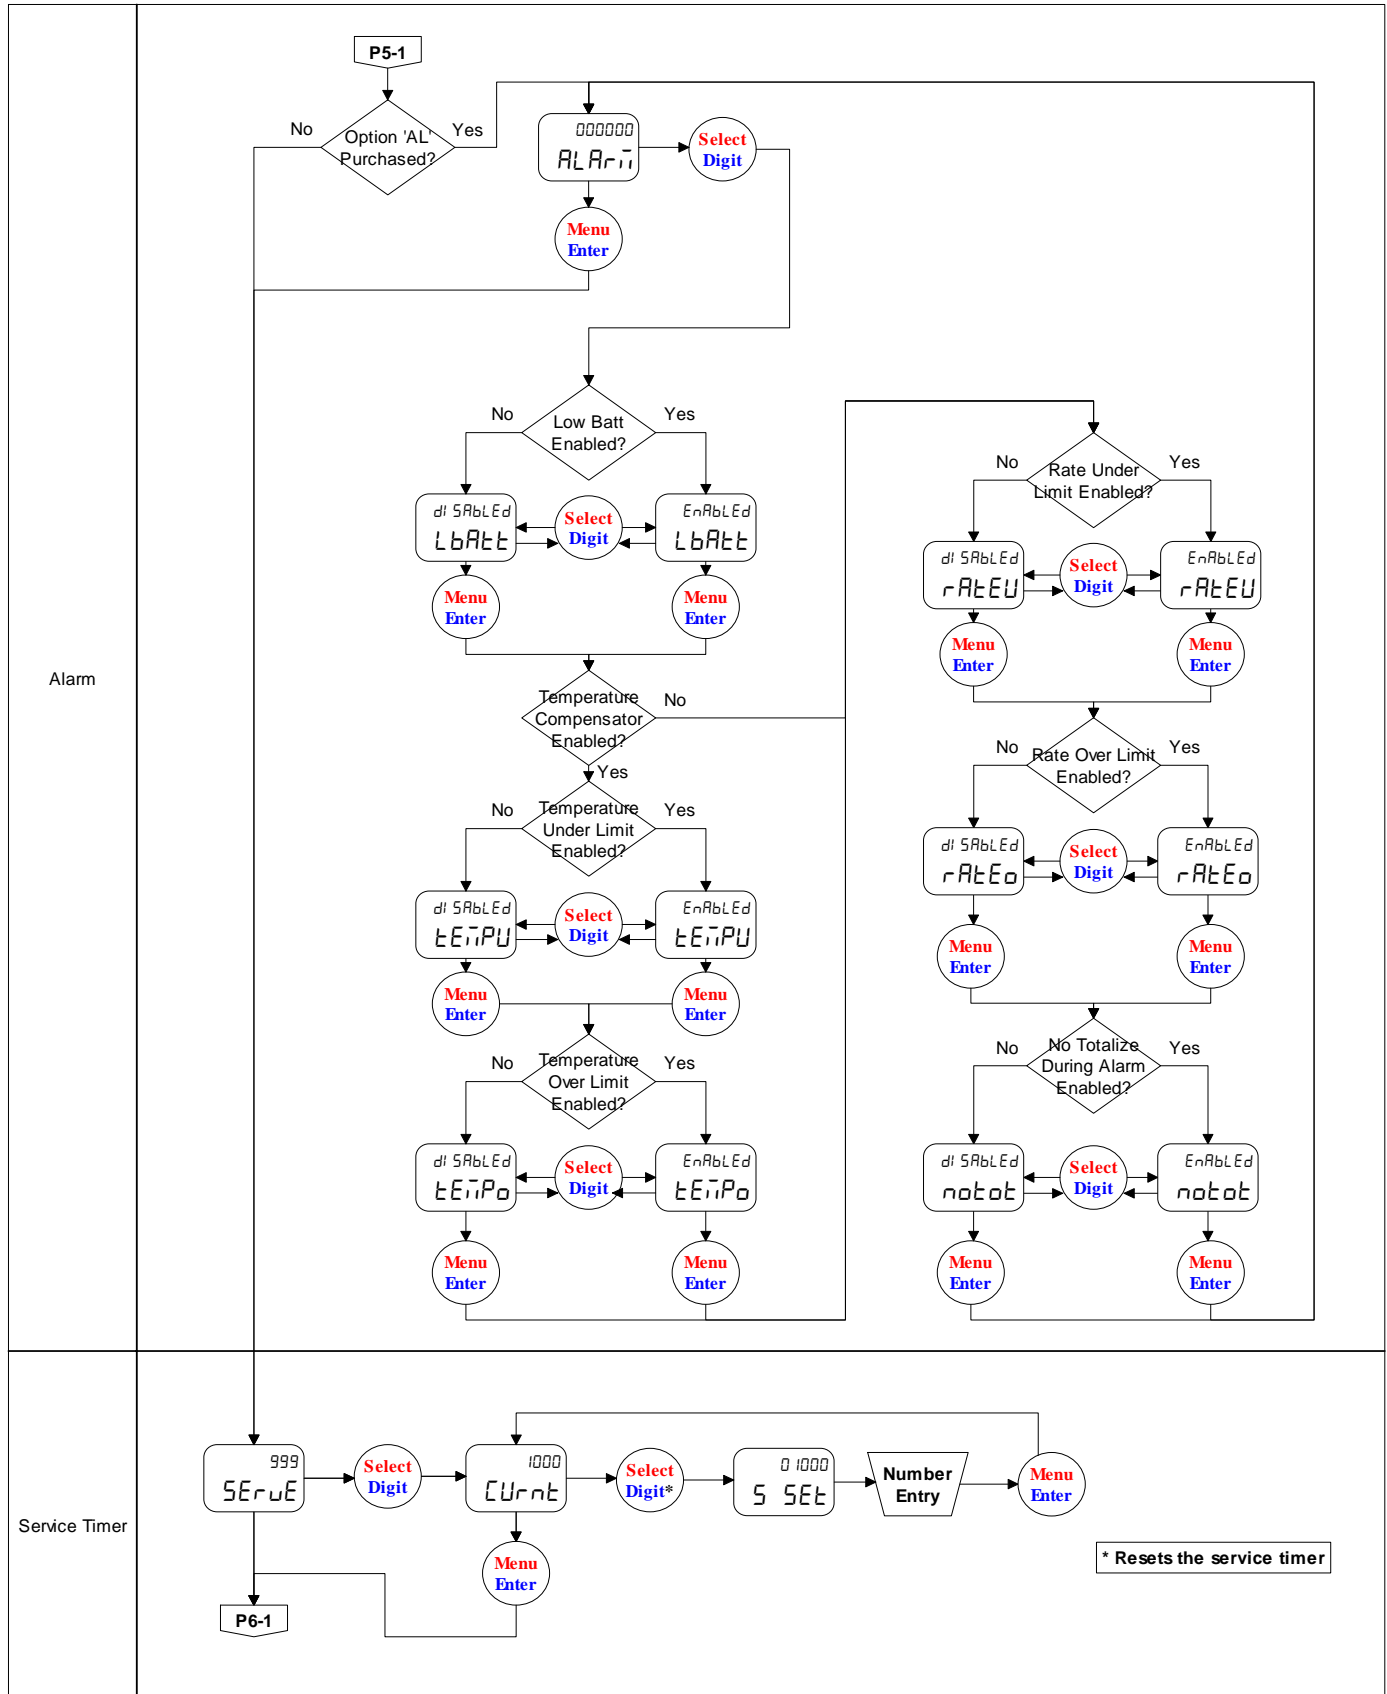 P5-1
No
Option 'AL'
Purchased?
Yes
000000
ALArm
Select
Digit
Menu
Enter
No
Low Batt
Enabled?
Yes
dISAbLEd
LbAtt
Select
Digit
EnAbLEd
LbAtt
Menu
Enter
Menu
Enter
Temperature
Compensator
Enabled?
No
Yes
No
Temperature
Under Limit
Enabled?
Yes
dISAbLEd
tEmPU
Select
Digit
EnAbLEd
tEmPU
Menu
Enter
Menu
Enter
No
Temperature
Over Limit
Enabled?
Yes
dISAbLEd
tEmPo
Select
Digit
EnAbLEd
tEmPo
Menu
Enter
Menu
Enter
No
Rate Under
Limit Enabled?
Yes
dISAbLEd
rAtEU
Select
Digit
EnAbLEd
rAtEU
Menu
Enter
Menu
Enter
No
Rate Over Limit
Enabled?
Yes
dISAbLEd
rAtEo
Select
Digit
EnAbLEd
rAtEo
Menu
Enter
Menu
Enter
No
No Totalize
During Alarm
Enabled?
Yes
dISAbLEd
notot
Select
Digit
EnAbLEd
notot
Menu
Enter
Menu
Enter
Alarm
999
SErvE
Select
Digit
1000
CUrnt
Select
Digit*
01000
S SEt
Number
Entry
Menu
Enter
Menu
Enter
P6-1
Service Timer
* Resets the service timer